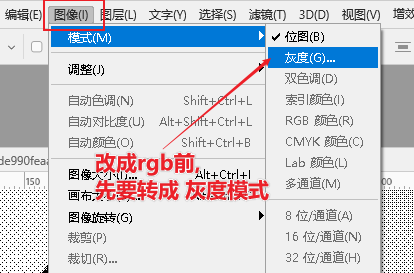 编辑(E) 图像(I) 图层(L) 文字(Y) 选择(S) 滤镜(T) 3D(D) 视图(V) 增效
模式(M)
调整(J)
自动色调(N) Shift+Ctrl+L
自动对比度(U) Alt+Shift+Ctrl+L
自动颜色(O) Shift+Ctrl+B
图像大小(I)... Alt+Ctrl+I
图像旋转(G)
裁剪(P)
裁切(R)...
✓ 位图(B)
灰度(G)...
双色调(D)
索引颜色(I)
RGB 颜色(R)
CMYK 颜色(C)
Lab 颜色(L)
多通道(M)
8 位/通道(A)
16 位/通道(N)
32 位/通道(H)
改成rgb前,
先要转成 灰度模式
de990feaa
150
350